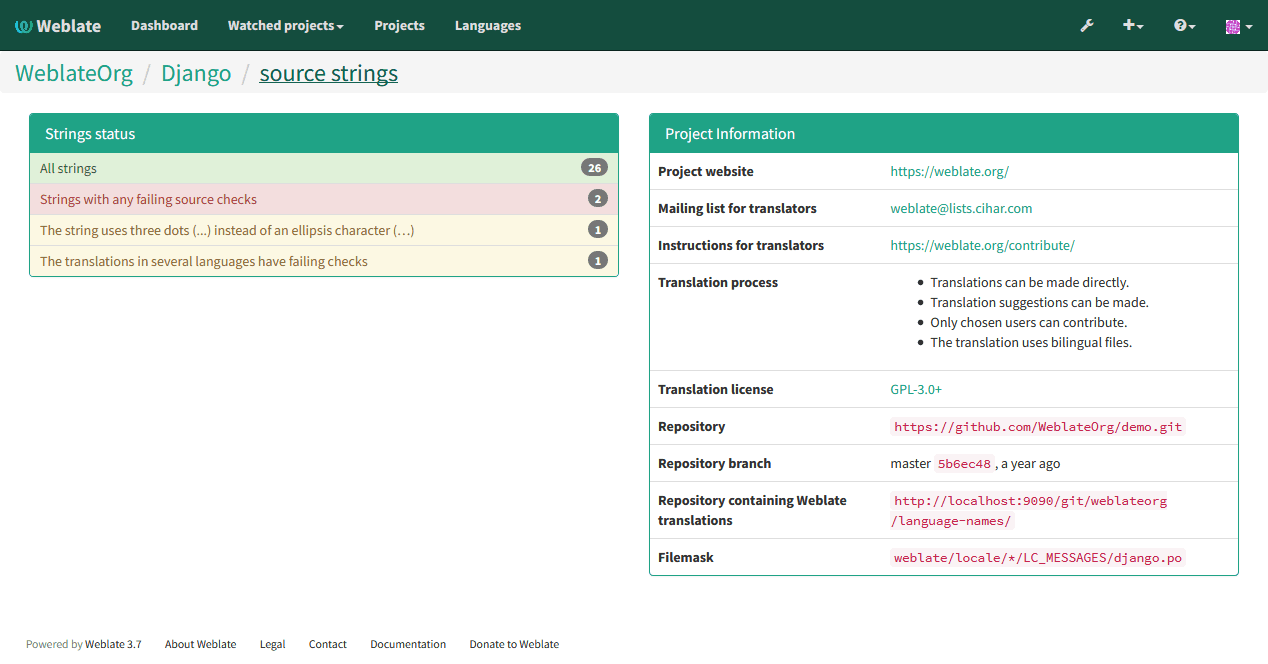 Weblate Dashboard Watched projects Projects Languages
WeblateOrg / Django / source strings
Strings status
All strings 26
Strings with any failing source checks 2
The string uses three dots (...) instead of an ellipsis character (…) 1
The translations in several languages have failing checks 1
Project Information
Project website https://weblate.org/
Mailing list for translators weblate@lists.cihar.com
Instructions for translators https://weblate.org/contribute/
Translation process
• Translations can be made directly.
• Translation suggestions can be made.
• Only chosen users can contribute.
• The translation uses bilingual files.
Translation license GPL-3.0+
Repository https://github.com/WeblateOrg/demo.git
Repository branch master 5b6ec48 , a year ago
Repository containing Weblate http://localhost:9090/git/weblateorg
translations /language-names/
Filemask weblate/locale/*/LC_MESSAGES/django.po
Powered by Weblate 3.7 About Weblate Legal Contact Documentation Donate to Weblate